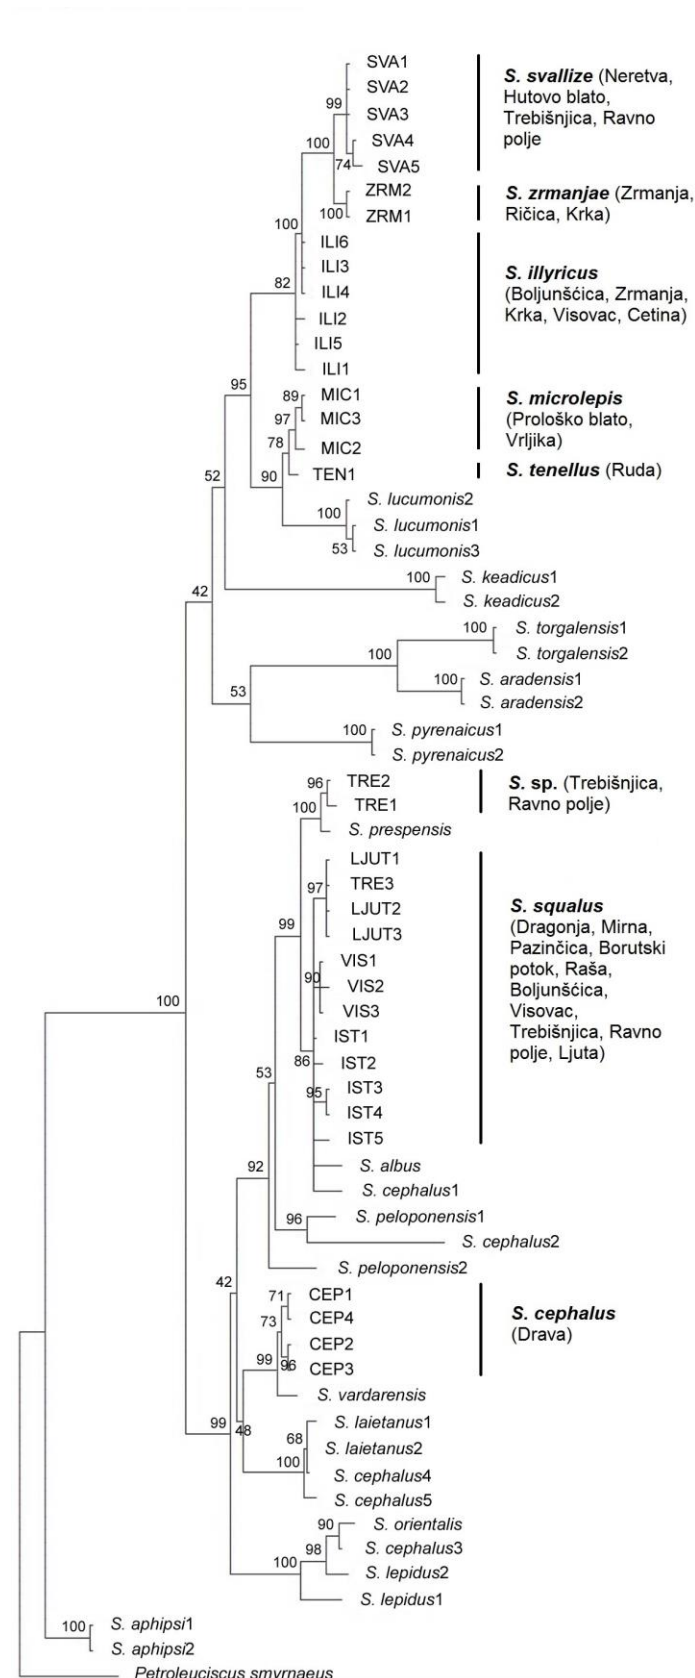 SVA1
SVA2
99
SVA3
SVA4
100
74
SVA5
S. svallize (Neretva,
Hutovo blato,
Trebišnjica, Ravno
polje
ZRM2
100
ZRM1
S. zrmanjae (Zrmanja,
Ričica, Krka)
100
ILI6
ILI3
82
ILI4
ILI2
ILI5
ILI1
S. illyricus
(Boljunšćica, Zrmanja,
Krka, Visovac, Cetina)
95
89
MIC1
97
MIC3
78
MIC2
S. microlepis
(Prološko blato,
Vrljika)
90
TEN1
S. tenellus (Ruda)
52
S. lucumonis2
100
S. lucumonis1
53
S. lucumonis3
100
S. keadicus1
42
S. keadicus2
100
S. torgalensis1
S. torgalensis2
100
100
S. aradensis1
53
S. aradensis2
100
S. pyrenaicus1
S. pyrenaicus2
96
TRE2
100
TRE1
S. sp. (Trebišnjica,
Ravno polje)
S. prespensis
LJUT1
97
TRE3
LJUT2
99
LJUT3
VIS1
90
VIS2
VIS3
IST1
86
IST2
53
95
IST3
IST4
IST5
S. squalus
(Dragonja, Mirna,
Pazinčica, Borutski
potok, Raša,
Boljunšćica,
Visovac,
Trebišnjica, Ravno
polje, Ljuta)
100
92
S. albus
S. cephalus1
96
S. peloponensis1
S. cephalus2
S. peloponensis2
42
71
CEP1
73
CEP4
CEP2
99
96
CEP3
S. cephalus
(Drava)
S. vardarensis
99
48
S. laietanus1
68
S. laietanus2
100
S. cephalus4
S. cephalus5
90
S. orientalis
98
S. cephalus3
100
S. lepidus2
S. lepidus1
100
S. aphipsi1
S. aphipsi2
Petroleuciscus smyrnaeus